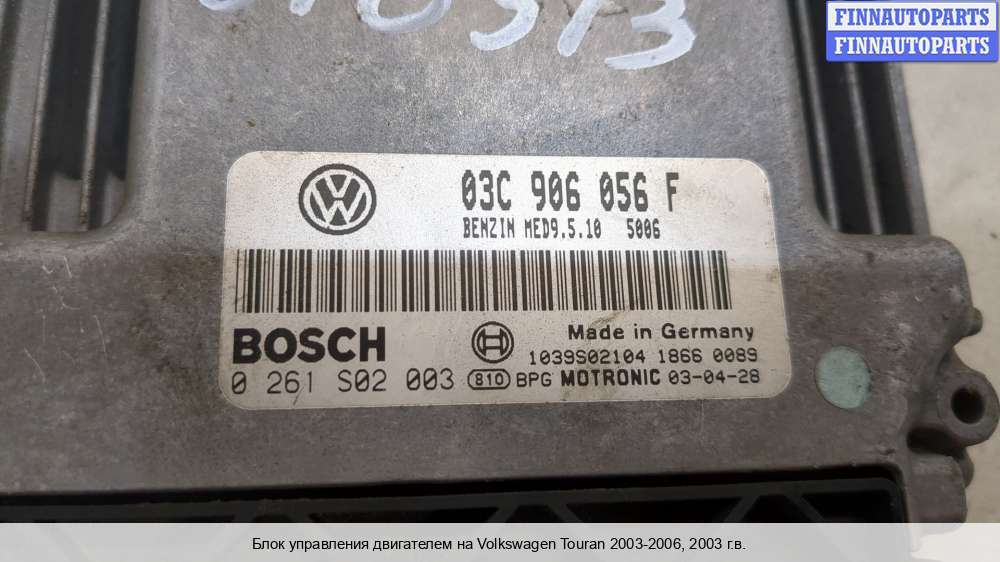 FINNAUTOPARTS
FINNAUTOPARTS
03C 906 056 F
BENZIN MED9.5.10 5006
BOSCH
Made in Germany
1039S02104 1866 0089
0 261 S02 003 810 BPG MOTRONIC 03-04-28
Блок управления двигателем на Volkswagen Touran 2003-2006, 2003 г.в.